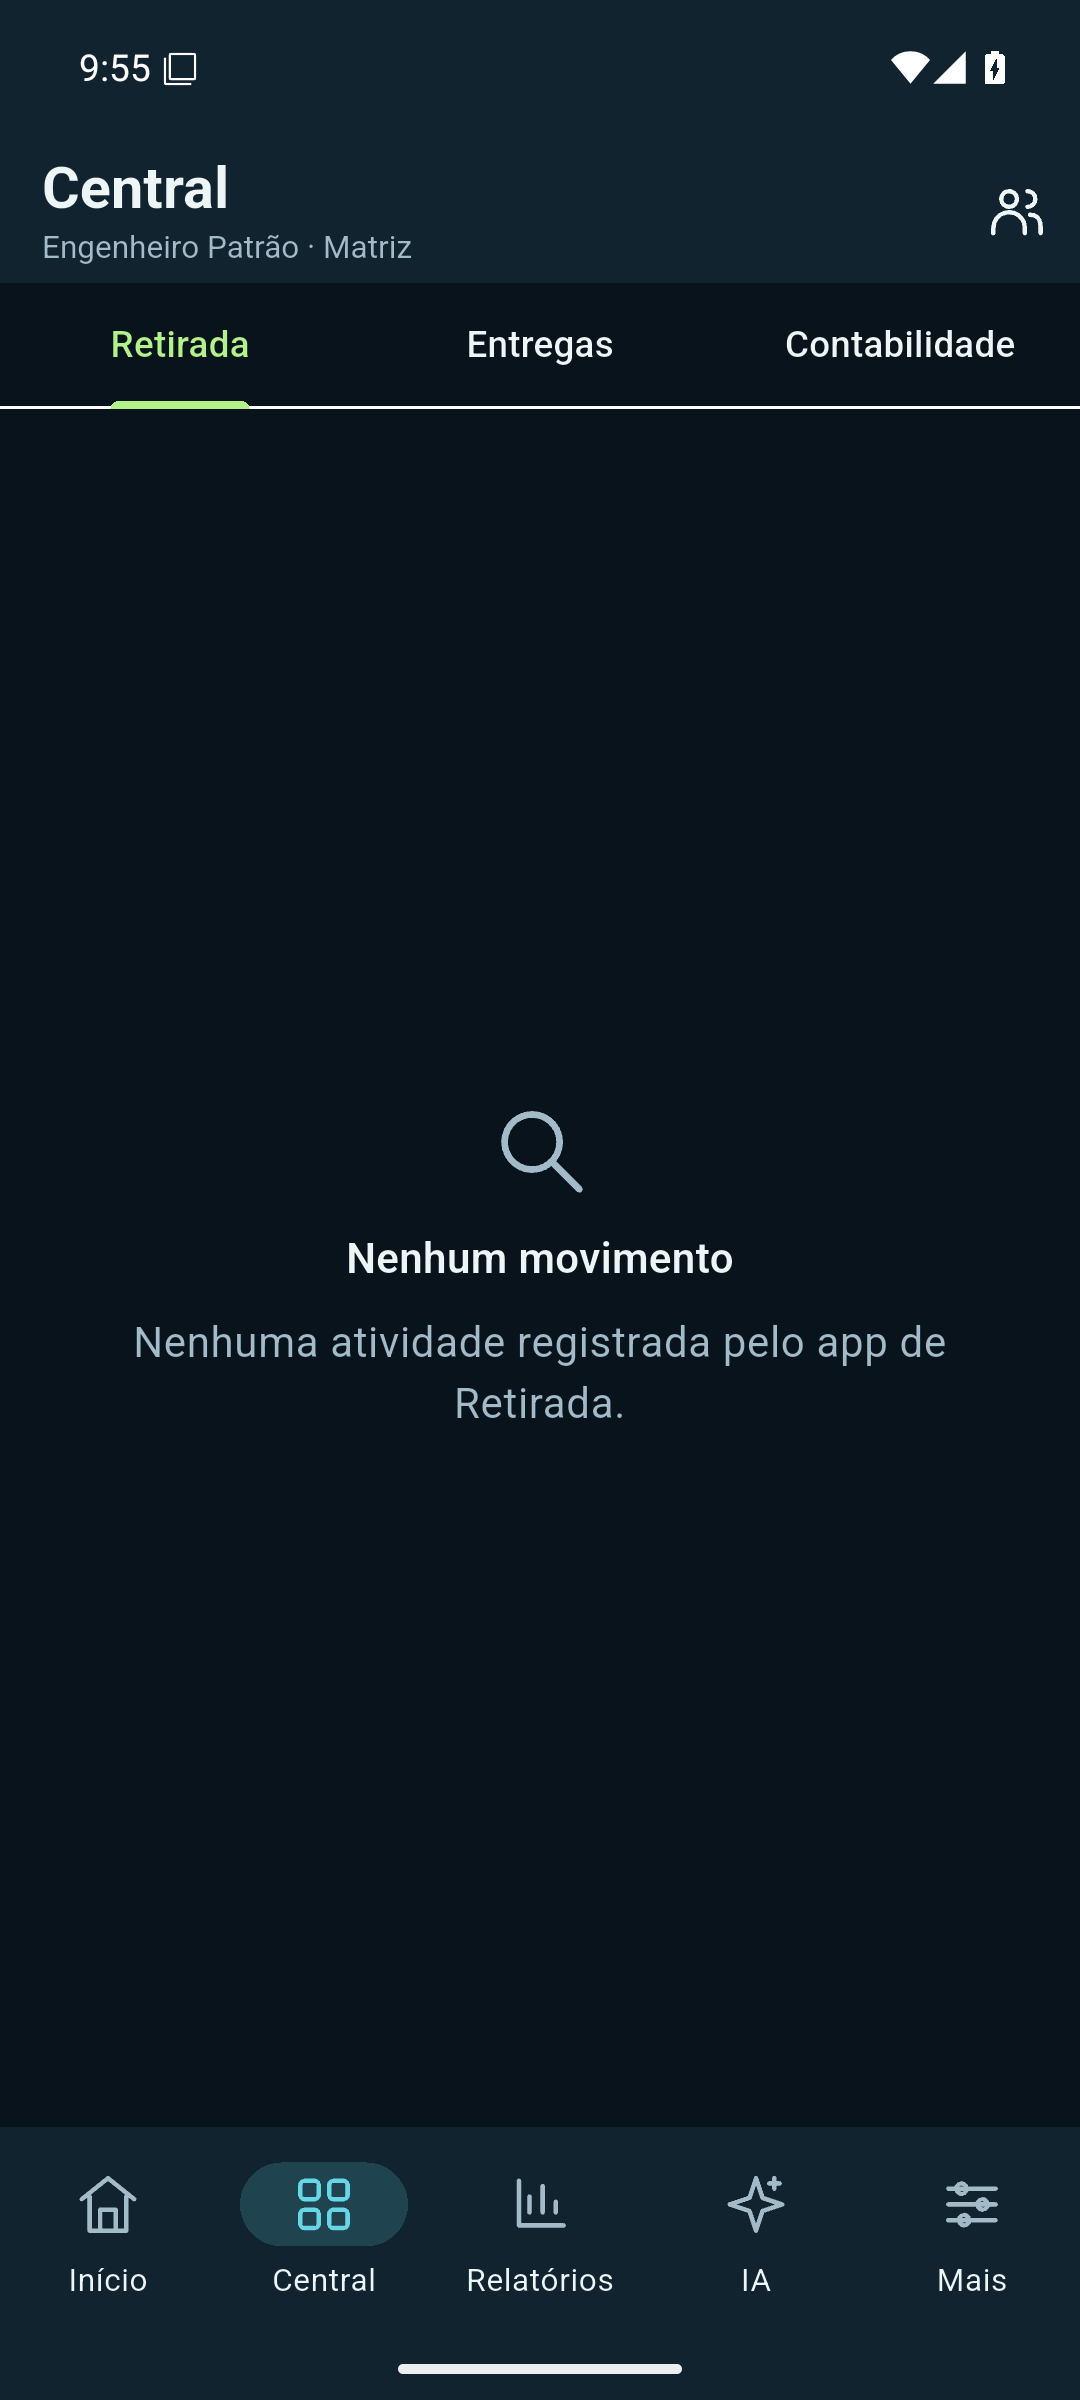 9:55
Central
Engenheiro Patrão · Matriz
Retirada
Entregas
Contabilidade
Nenhum movimento
Nenhuma atividade registrada pelo app de
Retirada.
Início
Central
Relatórios
IA
Mais